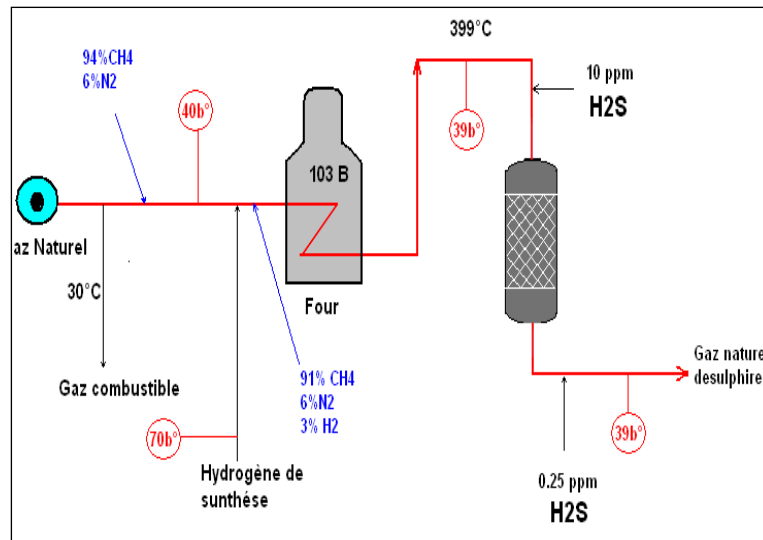 399°C
94%CH4
6%N2
40b°
10 ppm
H2S
39b°
103 B
az Naturel
30°C
Four
Gaz combustible
91% CH4
6%N2
3% H2
70b°
Hydrogène de
sunthése
Gaz nature
desulphire
39b°
0.25 ppm
H2S